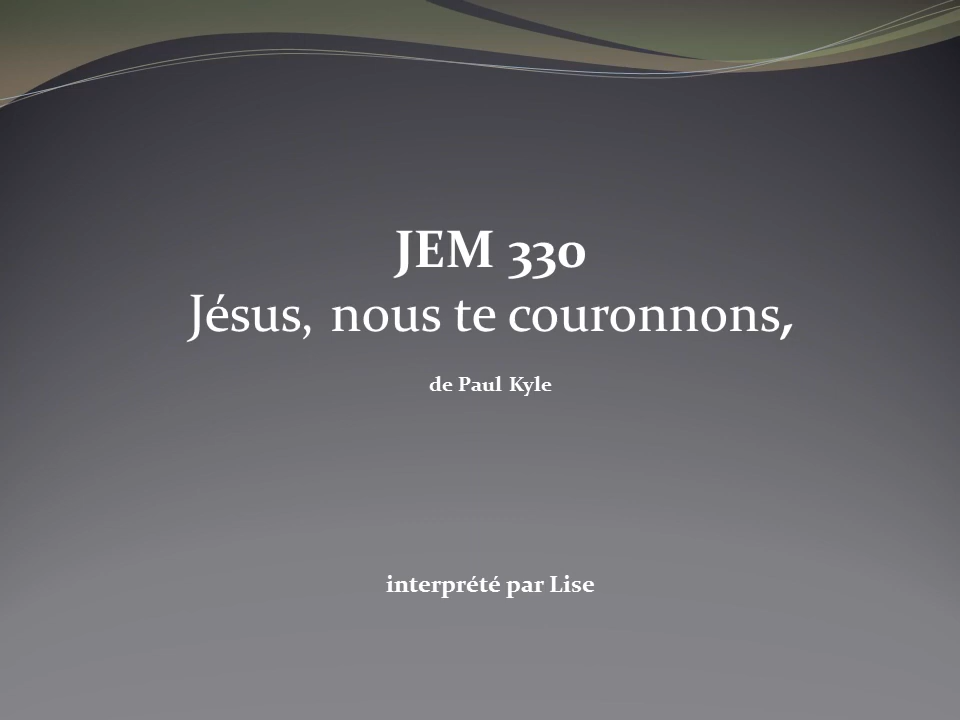 JEM 330
Jésus, nous te couronnons,
de Paul Kyle
interprété par Lise